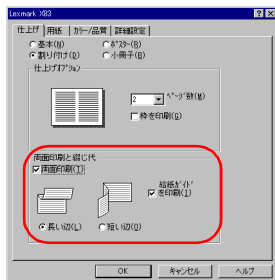 Lexmark X83
仕上げ 用紙 カラー/品質 詳細設定
基本(N) ポスター(R)
割り付け(D) 小冊子(B)
仕上げオプション
2 ページ数(M)
枠を印刷(G)
両面印刷と綴じ代
両面印刷(I)
給紙ガイド
を印刷(I)
長い辺(L) 短い辺(O)
OK キャンセル ヘルプ